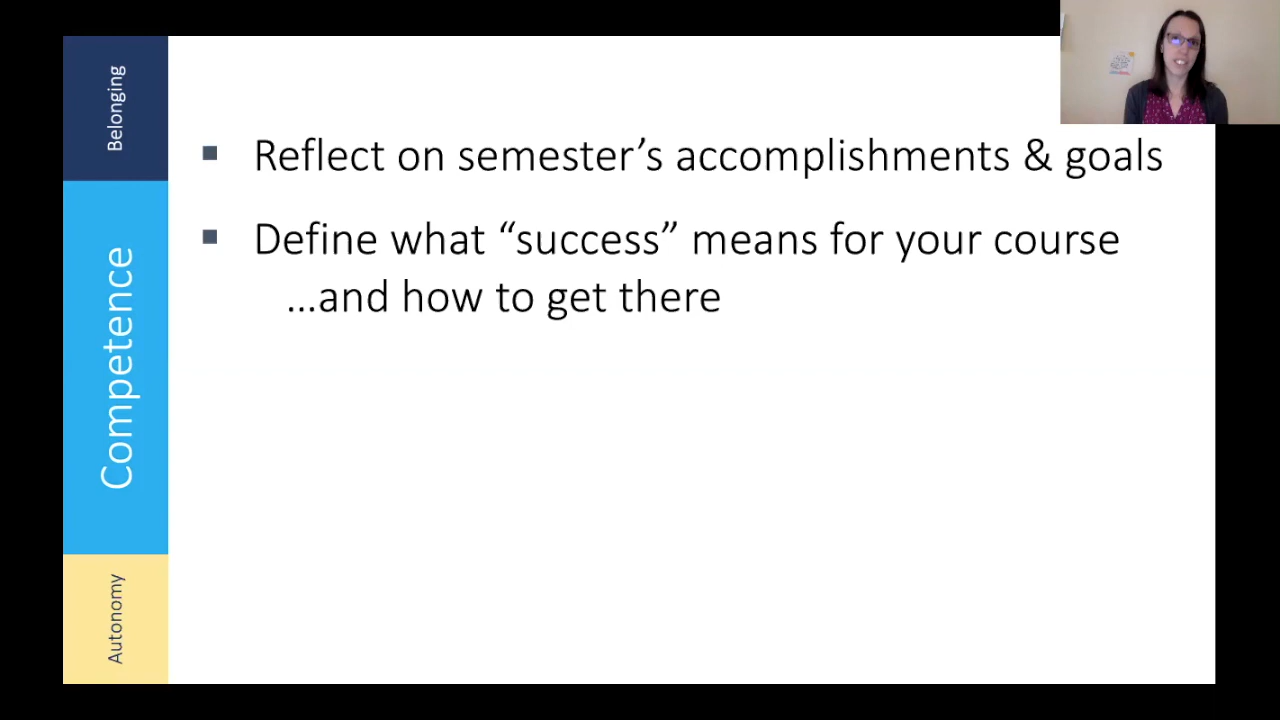 Belonging
Competence
Autonomy
▪ Reflect on semester’s accomplishments & goals
▪ Define what “success” means for your course
…and how to get there